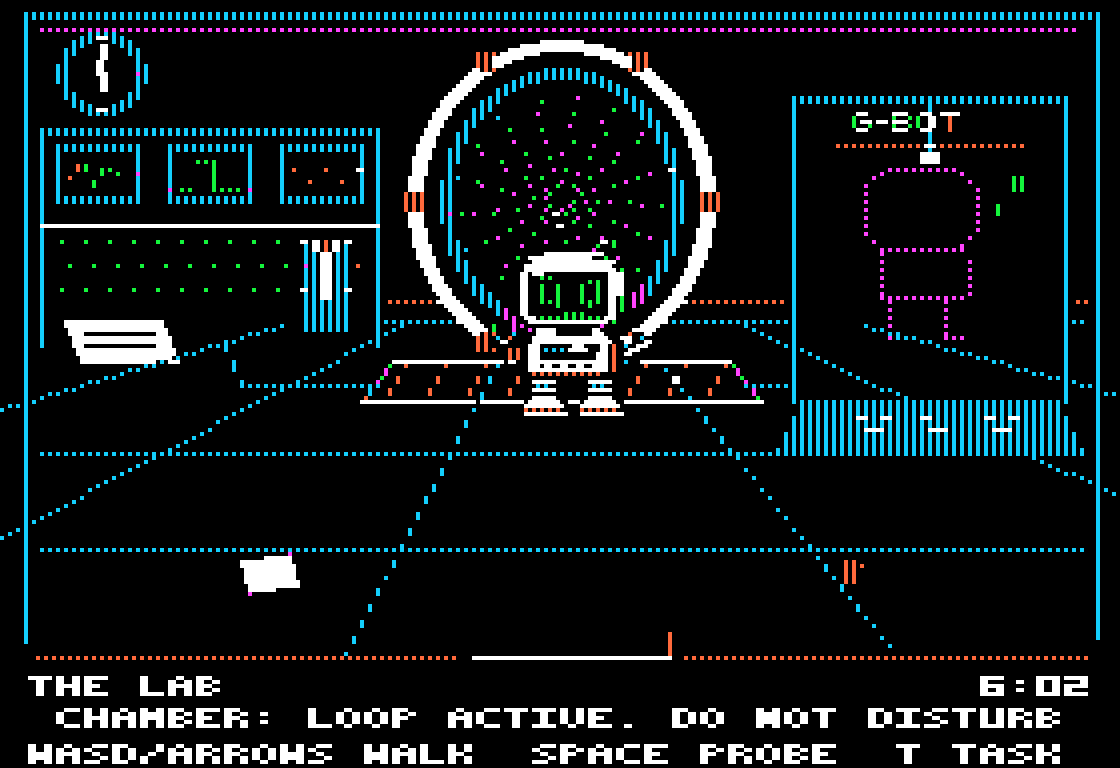 G-BOT
THE LAB 6:02
CHAMBER: LOOP ACTIVE. DO NOT DISTURB
WASD/ARROWS WALK SPACE PROBE T TASK